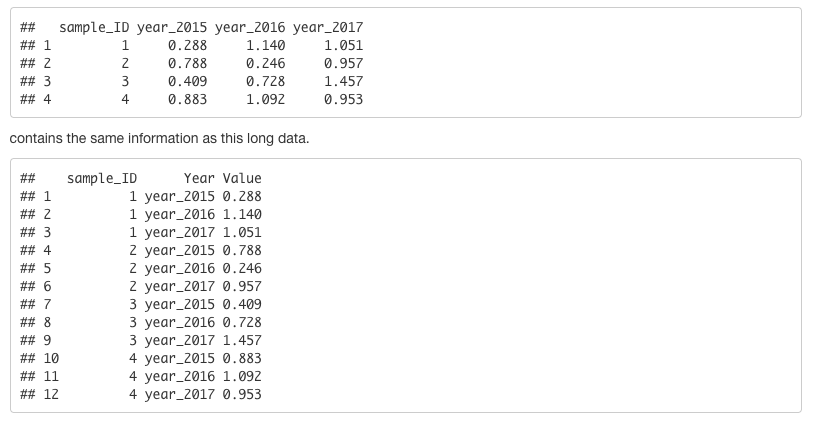 ##   sample_ID year_2015 year_2016 year_2017
## 1         1     0.288     1.140     1.051
## 2         2     0.788     0.246     0.957
## 3         3     0.409     0.728     1.457
## 4         4     0.883     1.092     0.953
contains the same information as this long data.
##    sample_ID      Year Value
## 1          1 year_2015 0.288
## 2          1 year_2016 1.140
## 3          1 year_2017 1.051
## 4          2 year_2015 0.788
## 5          2 year_2016 0.246
## 6          2 year_2017 0.957
## 7          3 year_2015 0.409
## 8          3 year_2016 0.728
## 9          3 year_2017 1.457
## 10         4 year_2015 0.883
## 11         4 year_2016 1.092
## 12         4 year_2017 0.953